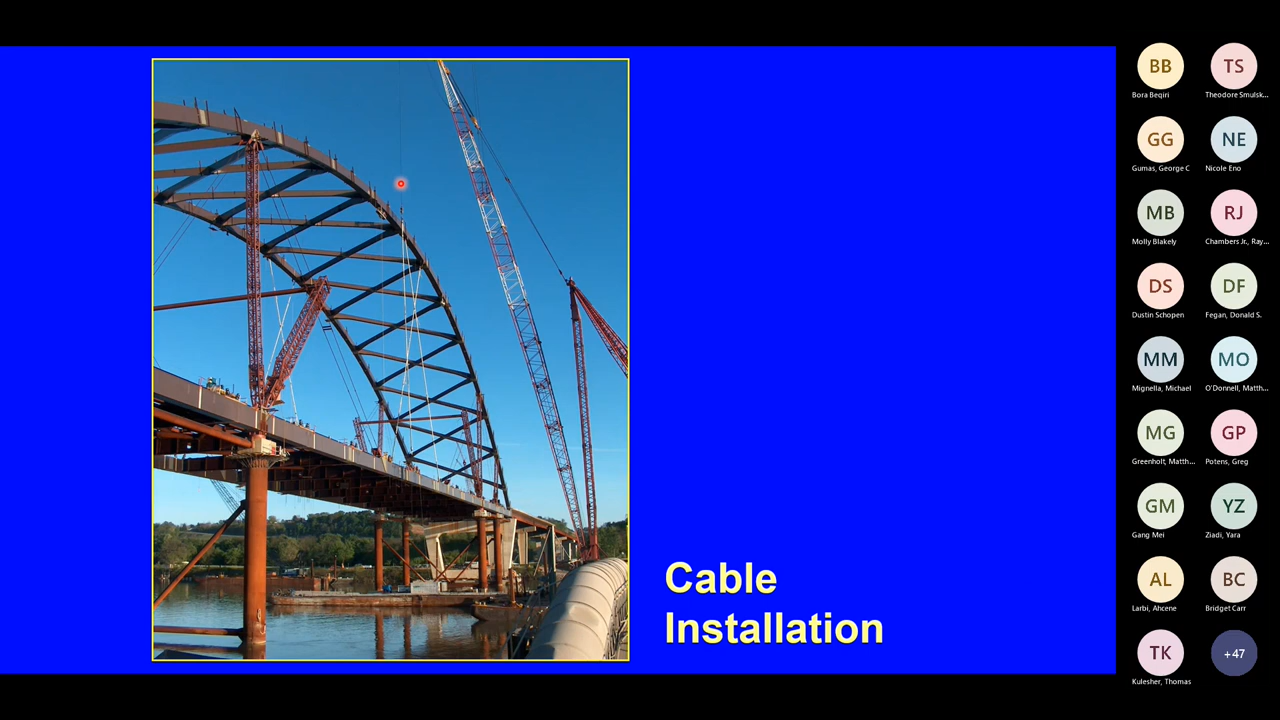 Cable
Installation
BB
Bora Beqiri
TS
Theodore Smulsk...
GG
Gumas, George C
NE
Nicole Eno
MB
Molly Blakely
RJ
Chambers Jr., Ray...
DS
Dustin Schopen
DF
Fegan, Donald S.
MM
Mignella, Michael
MO
O'Donnell, Matth...
MG
Greenholt, Matth...
GP
Potens, Greg
GM
Gang Mei
YZ
Ziadi, Yara
AL
Larbi, Ahcene
BC
Bridget Carr
TK
Kulesher, Thomas
+47